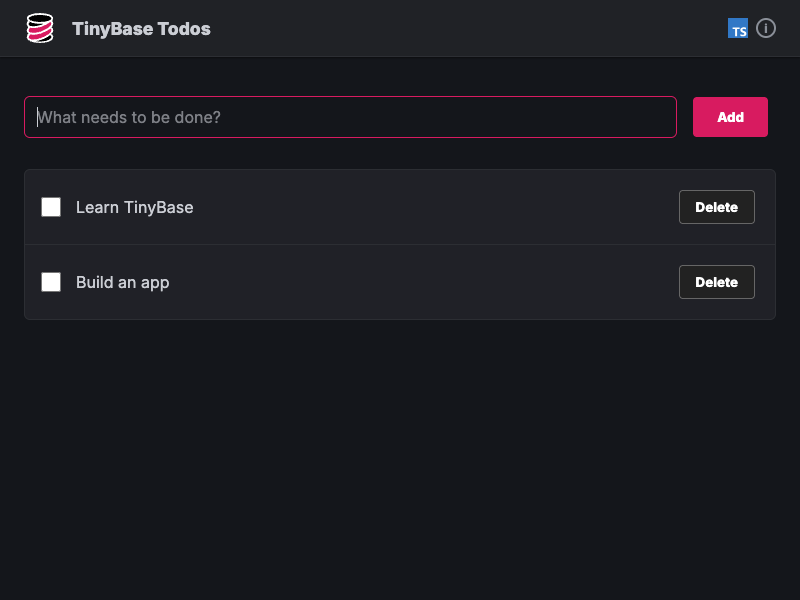 TinyBase Todos
TS
What needs to be done?
Add
Learn TinyBase
Delete
Build an app
Delete